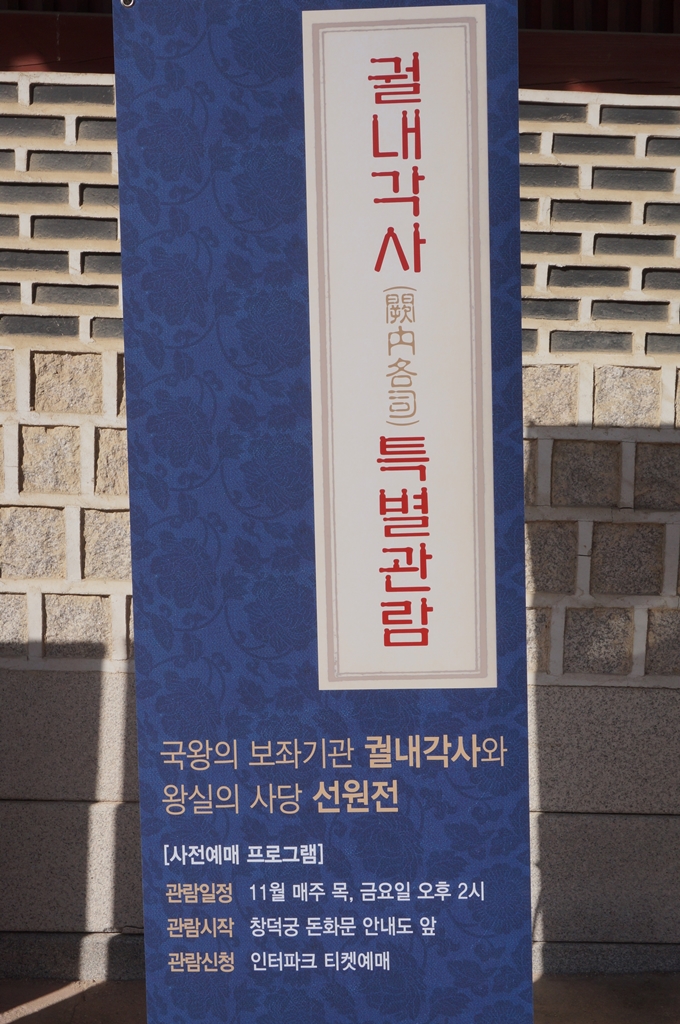 궐내각사(闕內各司)특별관람
국왕의 보좌기관 궐내각사와
왕실의 사당 선원전
[사전예매 프로그램]
관람일정 11월 매주 목, 금요일 오후 2시
관람시작 창덕궁 돈화문 안내도 앞
관람신청 인터파크 티켓예매